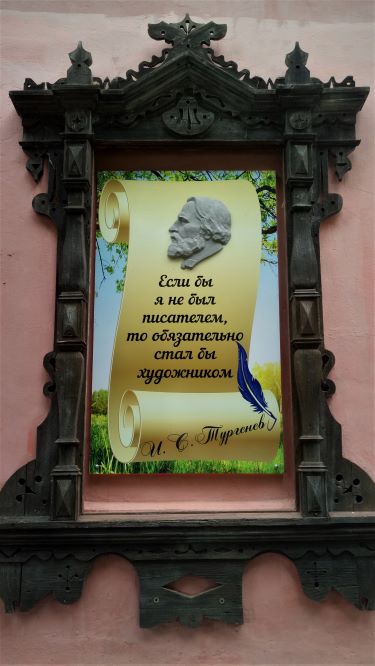 Если бы
я не был
писателем,
то обязательно
стал бы
художником
И. С. Тургенев